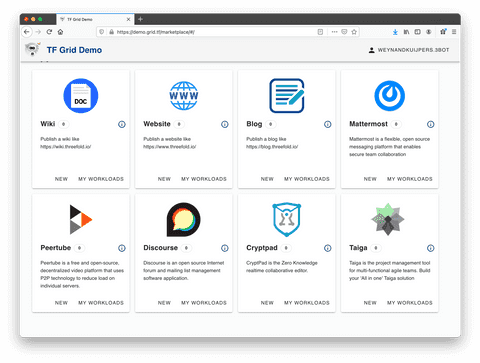 TF Grid Demo
https://demo.grid.tf/marketplace/#/
TF Grid Demo
WEYNANDKUIJPERS.3BOT
DOC
WWW
Wiki 0
Website 0
Blog 0
Mattermost 0
Publish a wiki like
https://wiki.threefold.io/
Publish a website like
https://www.threefold.io/
Publish a blog like
https://blog.threefold.io/
Mattermost is a flexible, open source
messaging platform that enables
secure team collaboration
NEW MY WORKLOADS
NEW MY WORKLOADS
NEW MY WORKLOADS
NEW MY WORKLOADS
Peertube 0
Discourse 0
Cryptpad 0
Taiga 0
Peertube is a free and open-source,
decentralized video platform that uses
P2P technology to reduce load on
individual servers.
Discourse is an open source Internet
forum and mailing list management
software application.
CryptPad is the Zero Knowledge
realtime collaborative editor.
Taiga is the project management tool
for multi-functional agile teams. Build
your 'All in one' Taiga solution
NEW MY WORKLOADS
NEW MY WORKLOADS
NEW MY WORKLOADS
NEW MY WORKLOADS